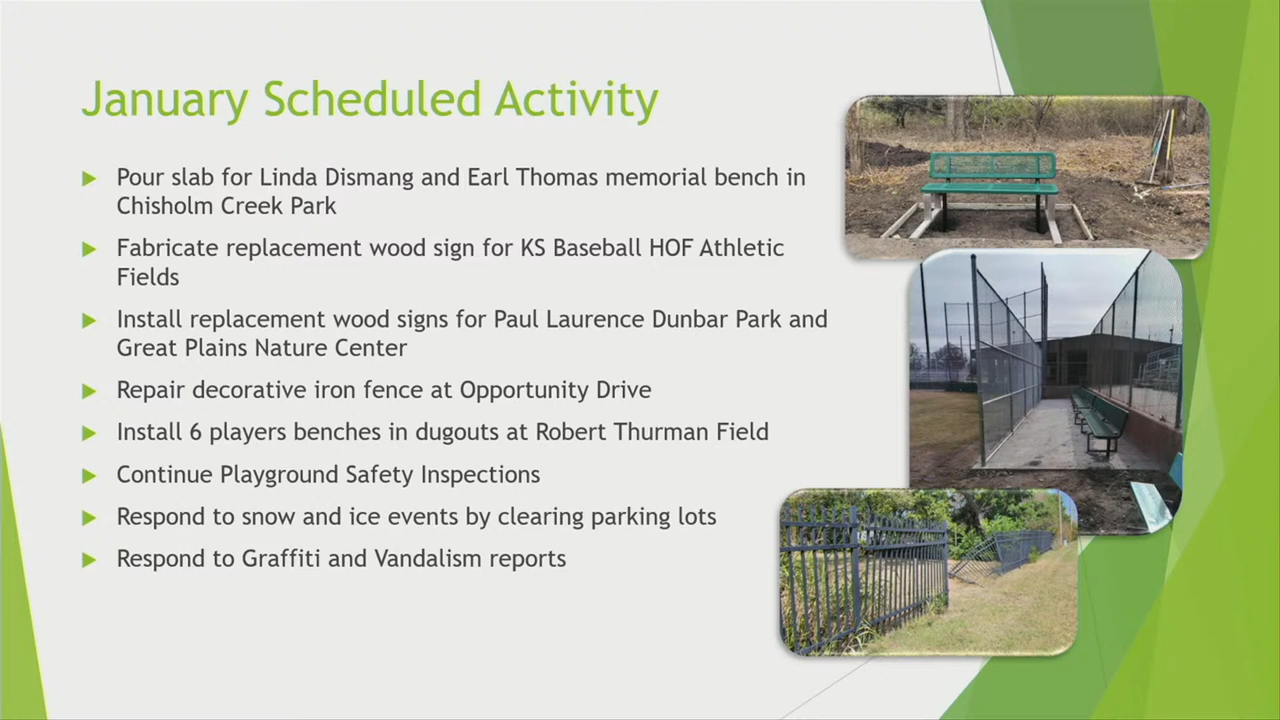 January Scheduled Activity
Pour slab for Linda Dismang and Earl Thomas memorial bench in
Chisholm Creek Park
Fabricate replacement wood sign for KS Baseball HOF Athletic
Fields
Install replacement wood signs for Paul Laurence Dunbar Park and
Great Plains Nature Center
Repair decorative iron fence at Opportunity Drive
Install 6 players benches in dugouts at Robert Thurman Field
Continue Playground Safety Inspections
Respond to snow and ice events by clearing parking lots
Respond to Graffiti and Vandalism reports